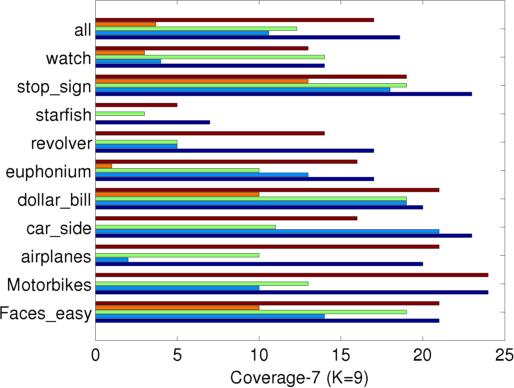 all
watch
stop_sign
starfish
revolver
euphonium
dollar_bill
car_side
airplanes
Motorbikes
Faces_easy
0 5 10 15 20 25
Coverage-7 (K=9)